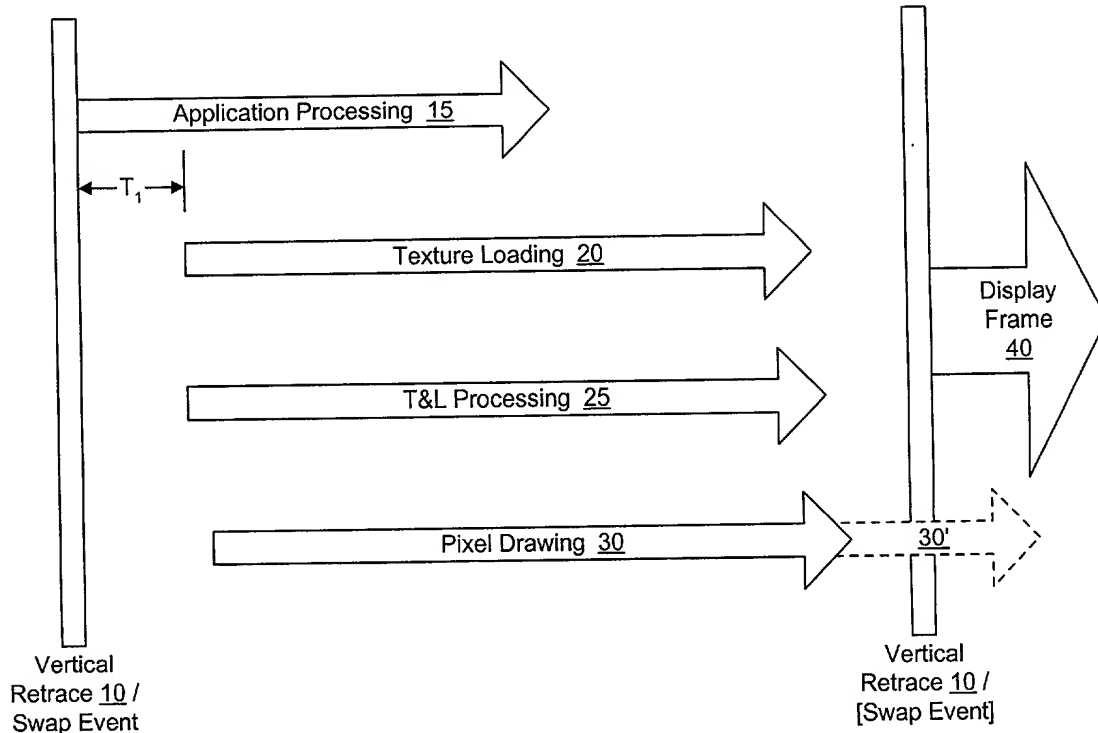 Application Processing 15
T1
Texture Loading 20
Display
Frame
40
T&L Processing 25
Pixel Drawing 30
30'
Vertical
Retrace 10 /
Swap Event
Vertical
Retrace 10 /
[Swap Event]